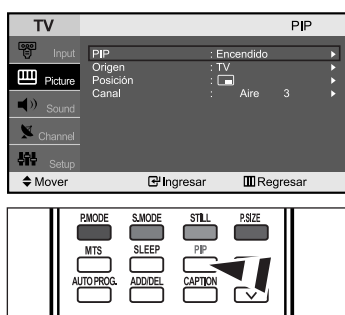 TV PIP
Input
Picture
Sound
Channel
Setup
PIP : Encendido
Origen : TV
Posición :
Canal : Aire 3
Mover Ingresar Regresar
P.MODE S.MODE STILL P.SIZE
MTS SLEEP PIP
AUTO PROG. ADD/DEL CAPTION